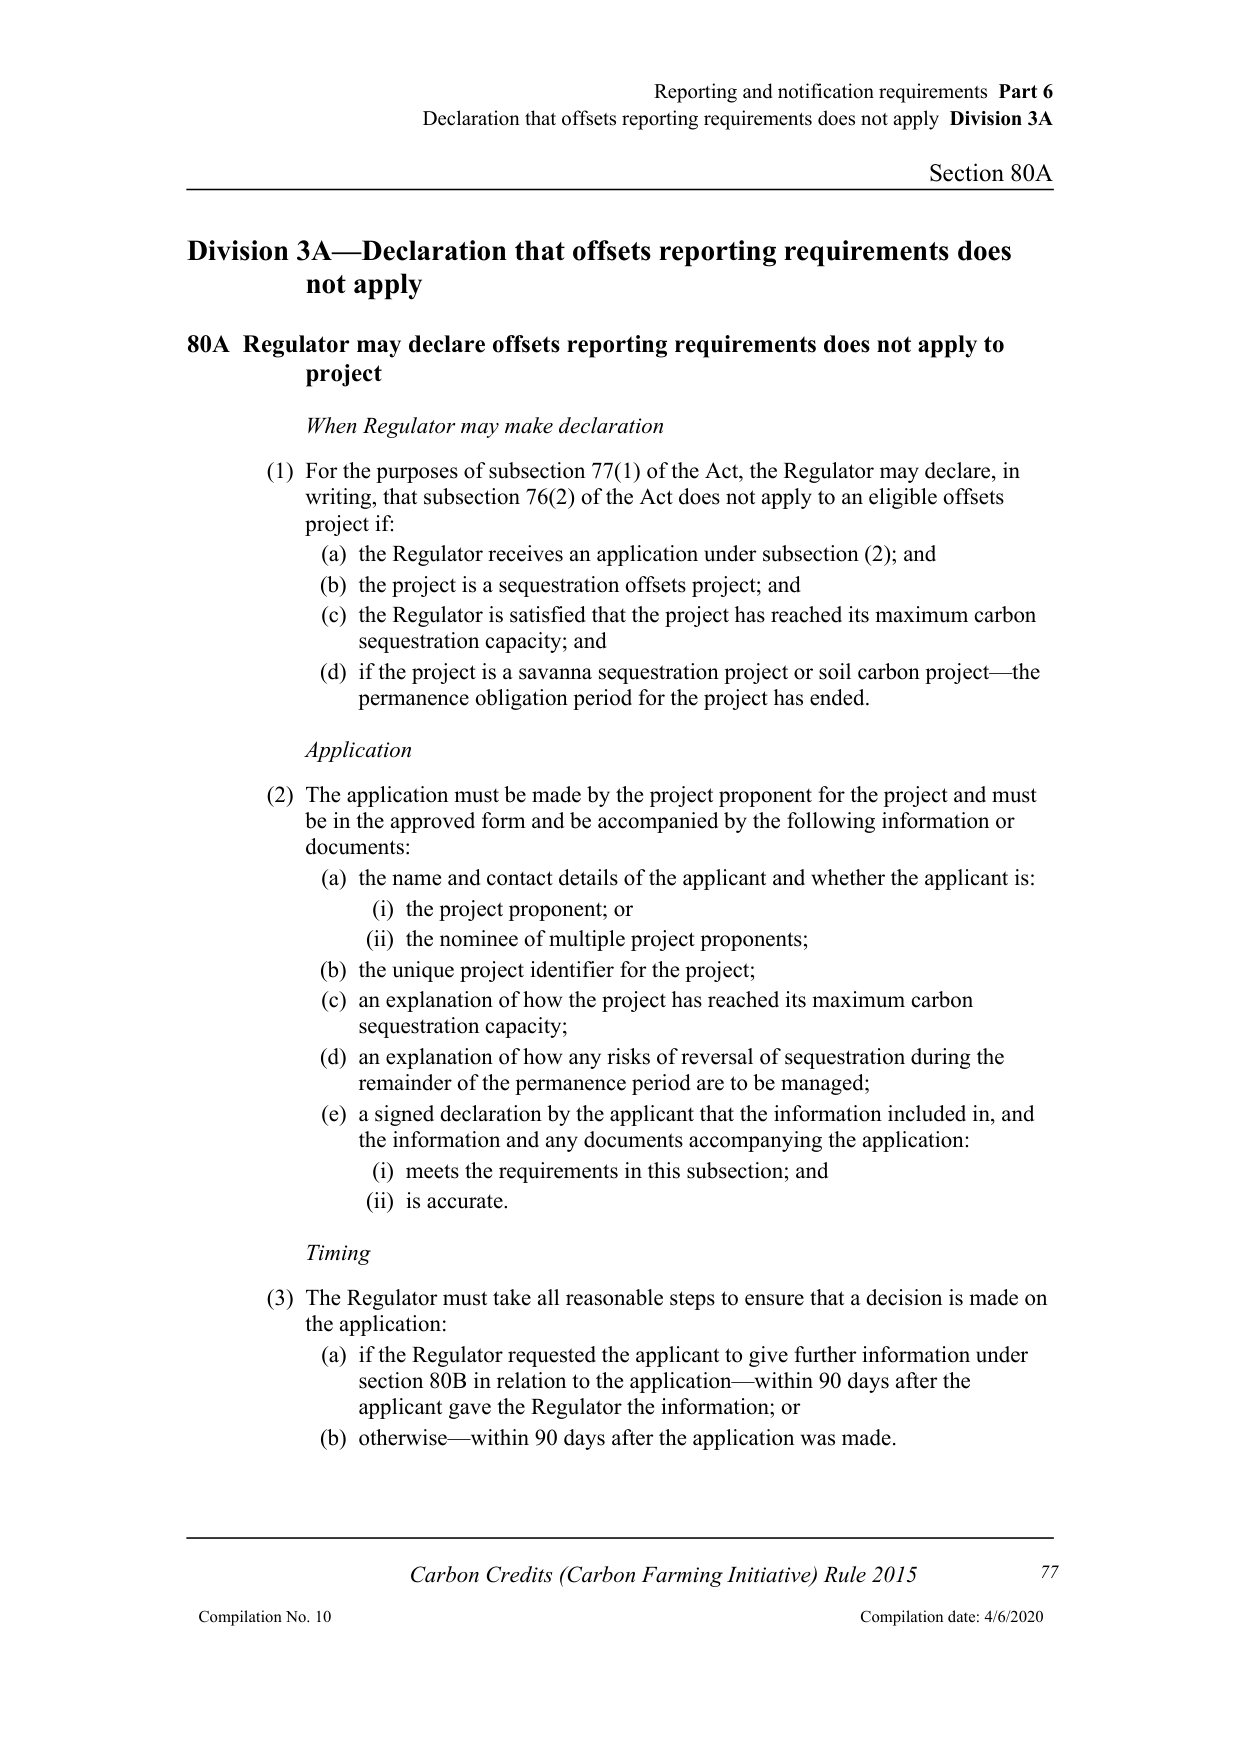 Reporting and notification requirements  Part 6
Declaration that offsets reporting requirements does not apply  Division 3A
Section 80A
Division 3A—Declaration that offsets reporting requirements does
not apply
80A  Regulator may declare offsets reporting requirements does not apply to
project
When Regulator may make declaration
(1) For the purposes of subsection 77(1) of the Act, the Regulator may declare, in
writing, that subsection 76(2) of the Act does not apply to an eligible offsets
project if:
(a) the Regulator receives an application under subsection (2); and
(b) the project is a sequestration offsets project; and
(c) the Regulator is satisfied that the project has reached its maximum carbon
sequestration capacity; and
(d) if the project is a savanna sequestration project or soil carbon project—the
permanence obligation period for the project has ended.
Application
(2) The application must be made by the project proponent for the project and must
be in the approved form and be accompanied by the following information or
documents:
(a) the name and contact details of the applicant and whether the applicant is:
(i) the project proponent; or
(ii) the nominee of multiple project proponents;
(b) the unique project identifier for the project;
(c) an explanation of how the project has reached its maximum carbon
sequestration capacity;
(d) an explanation of how any risks of reversal of sequestration during the
remainder of the permanence period are to be managed;
(e) a signed declaration by the applicant that the information included in, and
the information and any documents accompanying the application:
(i) meets the requirements in this subsection; and
(ii) is accurate.
Timing
(3) The Regulator must take all reasonable steps to ensure that a decision is made on
the application:
(a) if the Regulator requested the applicant to give further information under
section 80B in relation to the application—within 90 days after the
applicant gave the Regulator the information; or
(b) otherwise—within 90 days after the application was made.
Carbon Credits (Carbon Farming Initiative) Rule 2015 77
Compilation No. 10 Compilation date: 4/6/2020